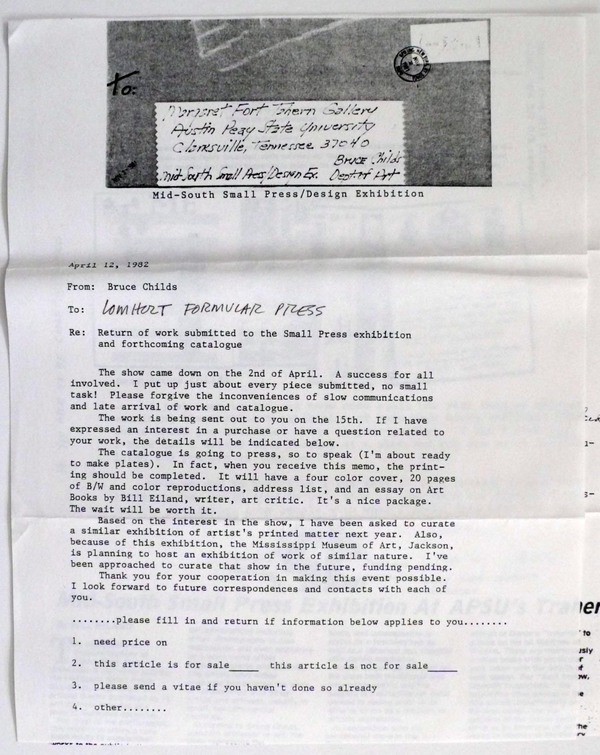 To:
Margaret Fort Trahern Gallery
Austin Peay State University
Clarksville, Tennessee 37040
Bruce Childs
Mid-South Small Press/Design Ex. Dept of Art
Mid-South Small Press/Design Exhibition
April 12, 1982
From: Bruce Childs
To: LOMHOLT FORMULAR PRESS
Re: Return of work submitted to the Small Press exhibition
and forthcoming catalogue
The show came down on the 2nd of April. A success for all
involved. I put up just about every piece submitted, no small
task! Please forgive the inconveniences of slow communications
and late arrival of work and catalogue.
The work is being sent out to you on the 15th. If I have
expressed an interest in a purchase or have a question related to
your work, the details will be indicated below.
The catalogue is going to press, so to speak (I'm about ready
to make plates). In fact, when you receive this memo, the print-
ing should be completed. It will have a four color cover, 20 pages
of B/W and color reproductions, address list, and an essay on Art
Books by Bill Eiland, writer, art critic. It's a nice package.
The wait will be worth it.
Based on the interest in the show, I have been asked to curate
a similar exhibition of artist's printed matter next year. Also,
because of this exhibition, the Mississippi Museum of Art, Jackson,
is planning to host an exhibition of work of similar nature. I've
been approached to curate that show in the future, funding pending.
Thank you for your cooperation in making this event possible.
I look forward to future correspondences and contacts with each of
you.
Mid-South Small Press Exhibition At APSU's Traher
........please fill in and return if information below applies to you........
1. need price on
2. this article is for sale_____ this article is not for sale_____
3. please send a vitae if you haven't done so already
4. other........